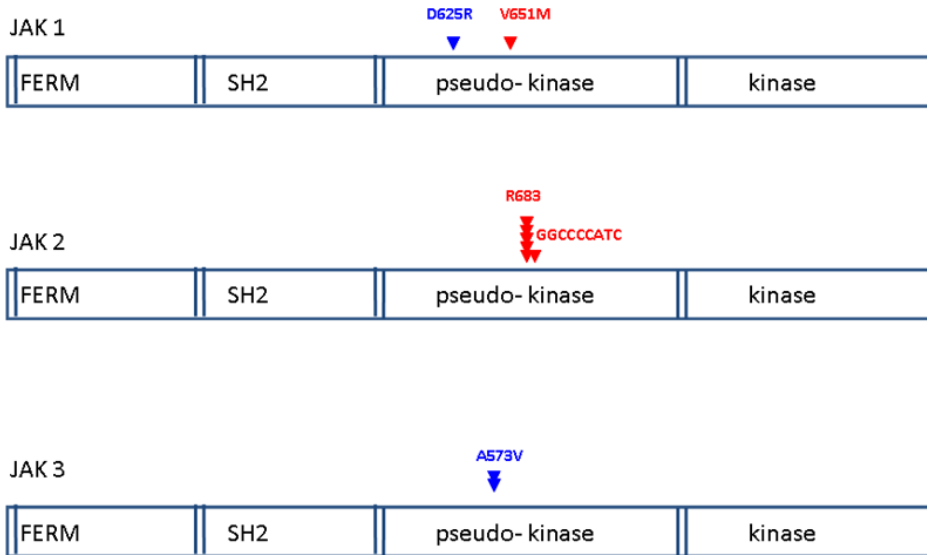 JAK 1
D625R V651M
FERM SH2 pseudo- kinase kinase
JAK 2
R683
GGCCCCATC
FERM SH2 pseudo- kinase kinase
JAK 3
A573V
FERM SH2 pseudo- kinase kinase